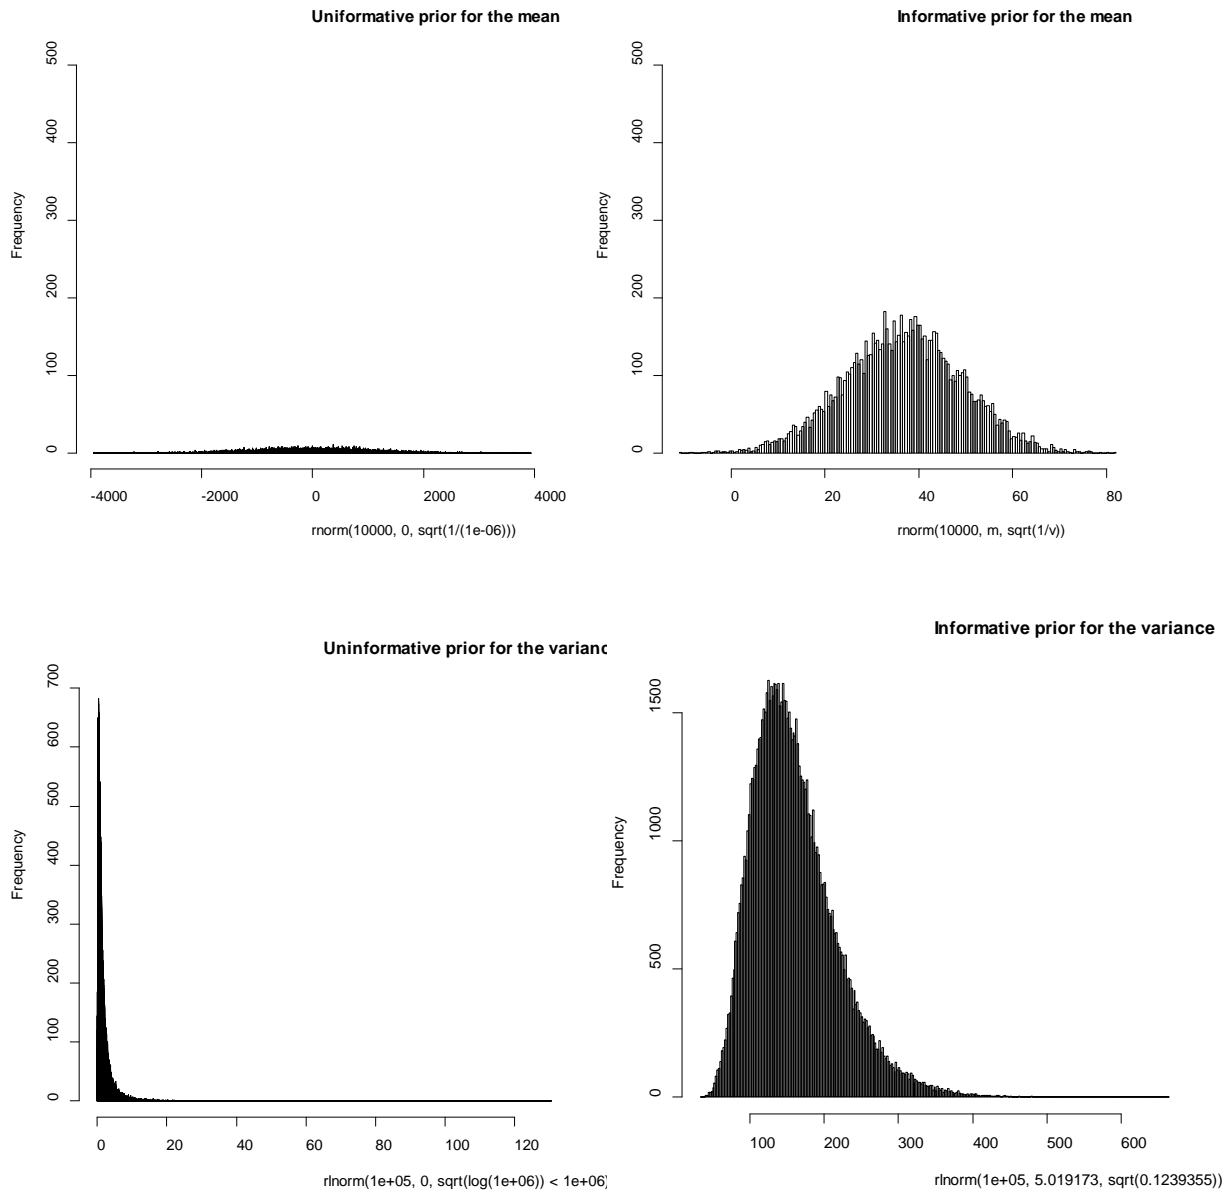 Uniformative prior for the mean
500
400
300
200
100
0
Frequency
-4000 -2000 0 2000 4000
rnorm(10000, 0, sqrt(1/(1e-06)))
Informative prior for the mean
500
400
300
200
100
0
Frequency
0 20 40 60 80
rnorm(10000, m, sqrt(1/v))
Uninformative prior for the varianc
700
600
500
400
300
200
100
0
Frequency
0 20 40 60 80 100 120
rlnorm(1e+05, 0, sqrt(log(1e+06)) < 1e+06)
Informative prior for the variance
1500
1000
500
0
Frequency
100 200 300 400 500 600
rlnorm(1e+05, 5.019173, sqrt(0.1239355))